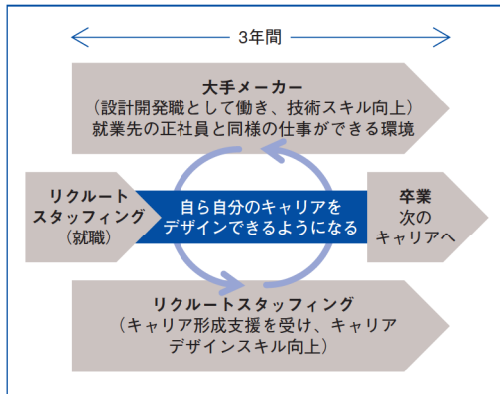 3年間
大手メーカー
（設計開発職として働き、技術スキル向上）
就業先の正社員と同様の仕事ができる環境
リクルート
スタッフィング
（就職）
自ら自分のキャリアを
デザインできるようになる
卒業
次の
キャリアへ
リクルートスタッフィング
（キャリア形成支援を受け、キャリア
デザインスキル向上）